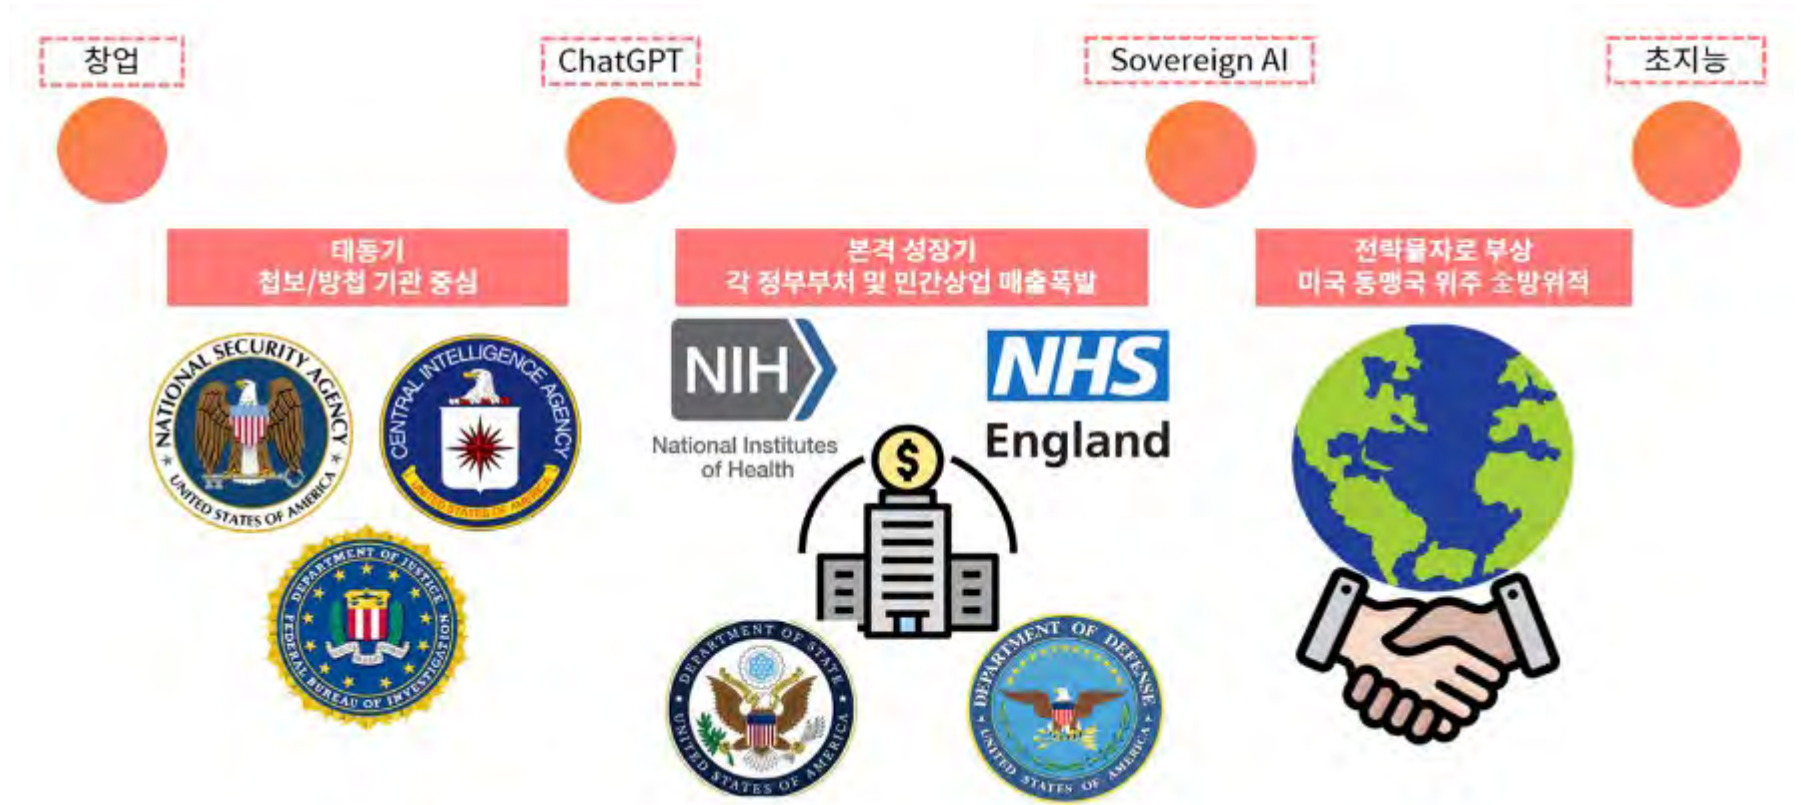 창업
ChatGPT
Sovereign AI
초지능
태동기
첩보/방첩 기관 중심
본격 성장기
각 정부부처 및 민간상업 매출폭발
전략물자로 부상
미국 동맹국 위주 全방위적
NATIONAL SECURITY AGENCY
UNITED STATES OF AMERICA
CENTRAL INTELLIGENCE AGENCY
UNITED STATES OF AMERICA
DEPARTMENT OF JUSTICE
FEDERAL BUREAU OF INVESTIGATION
NIH
National Institutes
of Health
NHS
England
$
DEPARTMENT OF STATE
UNITED STATES OF AMERICA
DEPARTMENT OF DEFENSE
UNITED STATES OF AMERICA